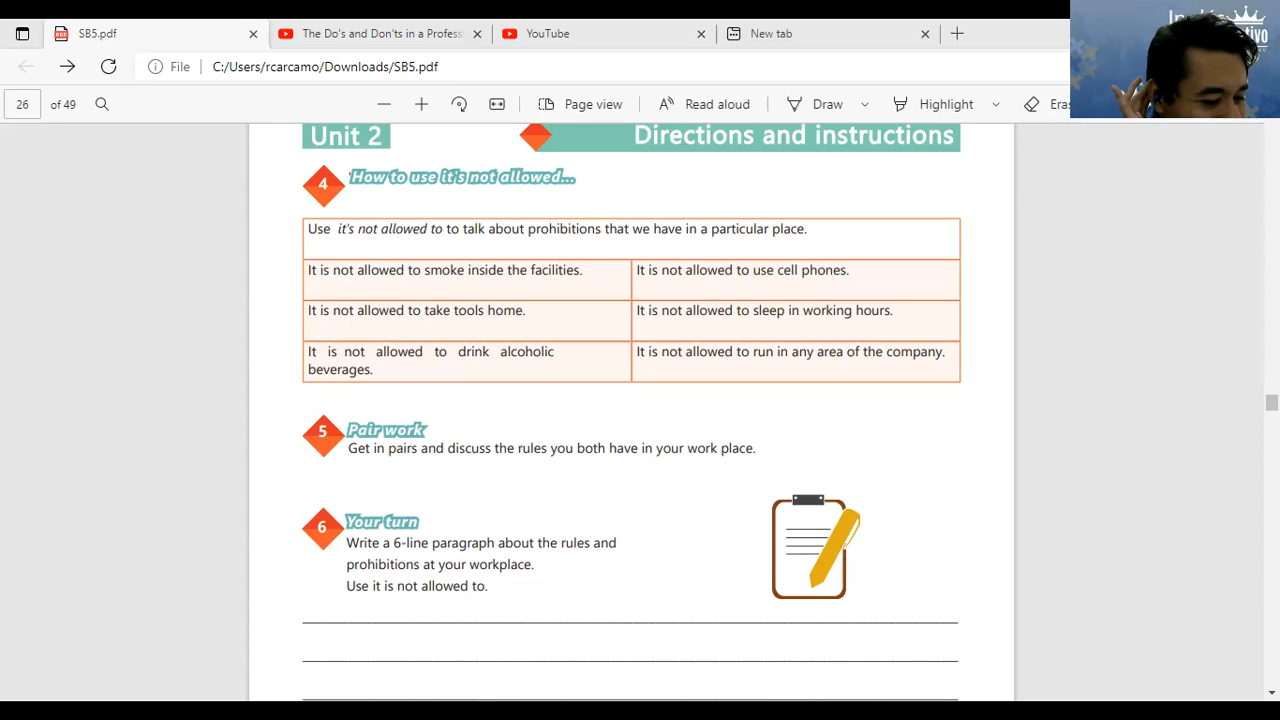 SB5.pdf
The Do's and Don'ts in a Profess
YouTube
New tab
File
C:/Users/rcarcamo/Downloads/SB5.pdf
26
of 49
Page view
Read aloud
Draw
Highlight
Eras
Unit 2
Directions and instructions
4
How to use it's not allowed...
Use it's not allowed to to talk about prohibitions that we have in a particular place.
It is not allowed to smoke inside the facilities.
It is not allowed to use cell phones.
It is not allowed to take tools home.
It is not allowed to sleep in working hours.
It is not allowed to drink alcoholic
beverages.
It is not allowed to run in any area of the company.
5
Pair work
Get in pairs and discuss the rules you both have in your work place.
6
Your turn
Write a 6-line paragraph about the rules and
prohibitions at your workplace.
Use it is not allowed to.